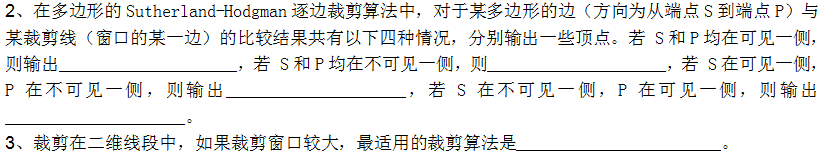 2、在多边形的Sutherland-Hodgman逐边裁剪算法中，对于某多边形的边（方向为从端点S到端点P）与
某裁剪线（窗口的某一边）的比较结果共有以下四种情况，分别输出一些顶点。若 S和P均在可见一侧，
则输出____________________，若 S和P均在不可见一侧，则____________________，若 S在可见一侧，
P 在不可见一侧，则输出____________________，若 S 在不可见一侧，P 在可见一侧，则输出
____________________。
3、裁剪在二维线段中，如果裁剪窗口较大，最适用的裁剪算法是_______________________。